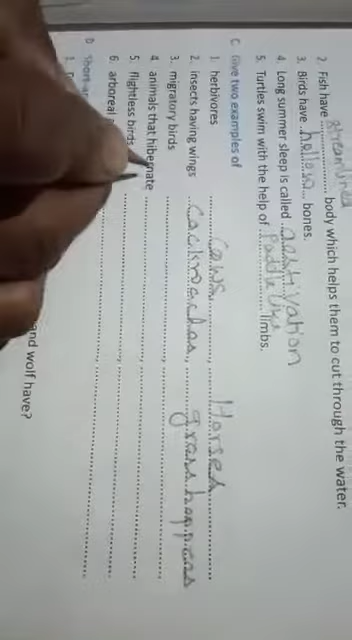 2. Fish have streamlined body which helps them to cut through the water.
3. Birds have hollow bones.
4. Long summer sleep is called aestivation
5. Turtles swim with the help of Paddle like limbs.
C. Give two examples of
1. herbivores Cows, Horses
2. insects having wings Cockroaches, grasshoppers
3. migratory birds
4. animals that hibernate
5. flightless birds
6. arboreal
D. Short
1.
and wolf have?